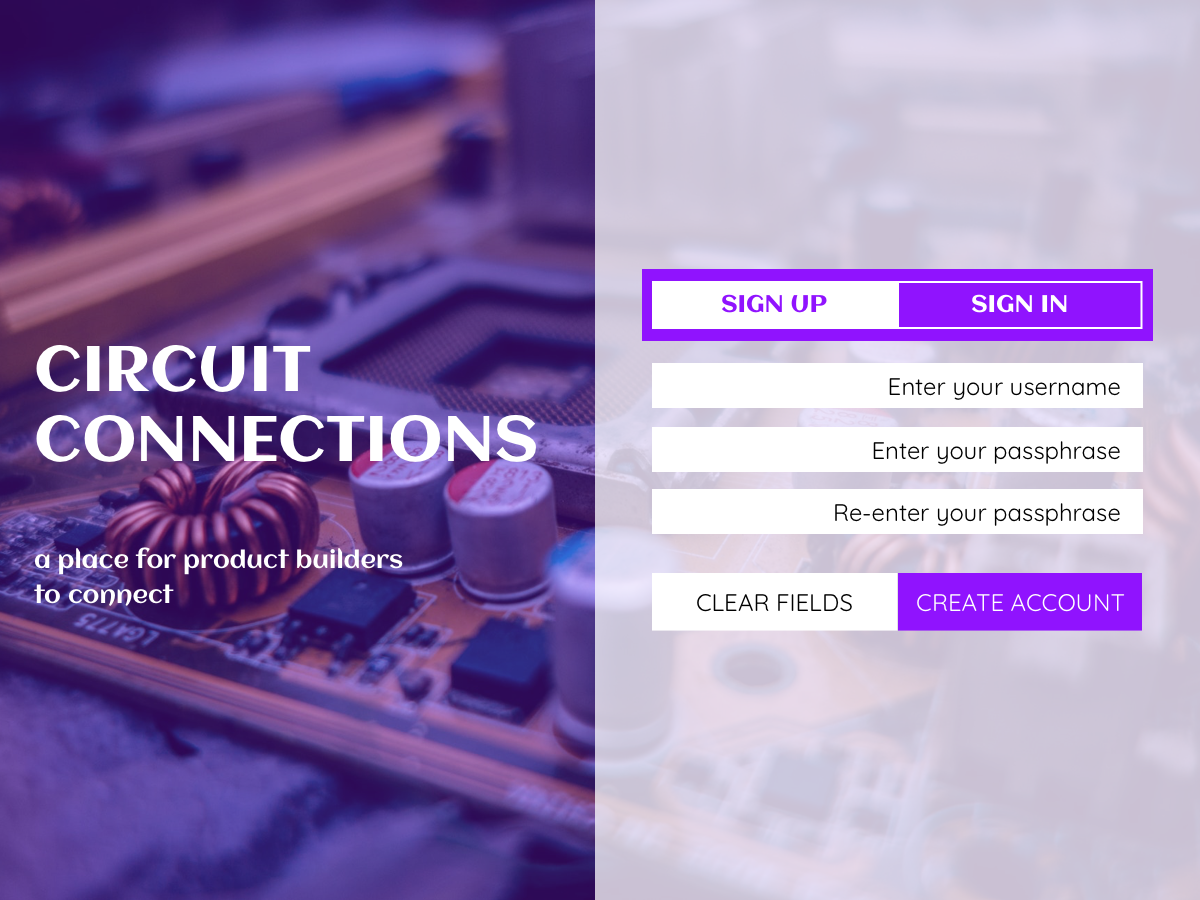 CIRCUIT
CONNECTIONS
a place for product builders
to connect
LGA775
SIGN UP
SIGN IN
Enter your username
Enter your passphrase
Re-enter your passphrase
CLEAR FIELDS
CREATE ACCOUNT